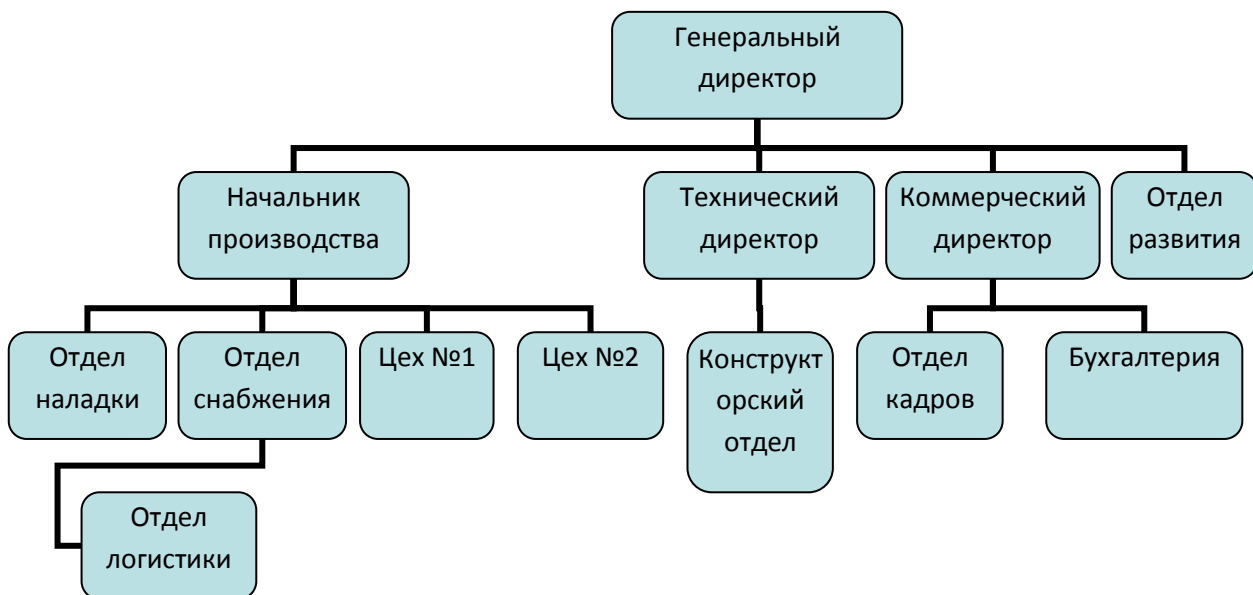 Генеральный
директор
Начальник
производства
Технический
директор
Коммерческий
директор
Отдел
развития
Отдел
наладки
Отдел
снабжения
Цех №1
Цех №2
Конструкт
орский
отдел
Отдел
кадров
Бухгалтерия
Отдел
логистики